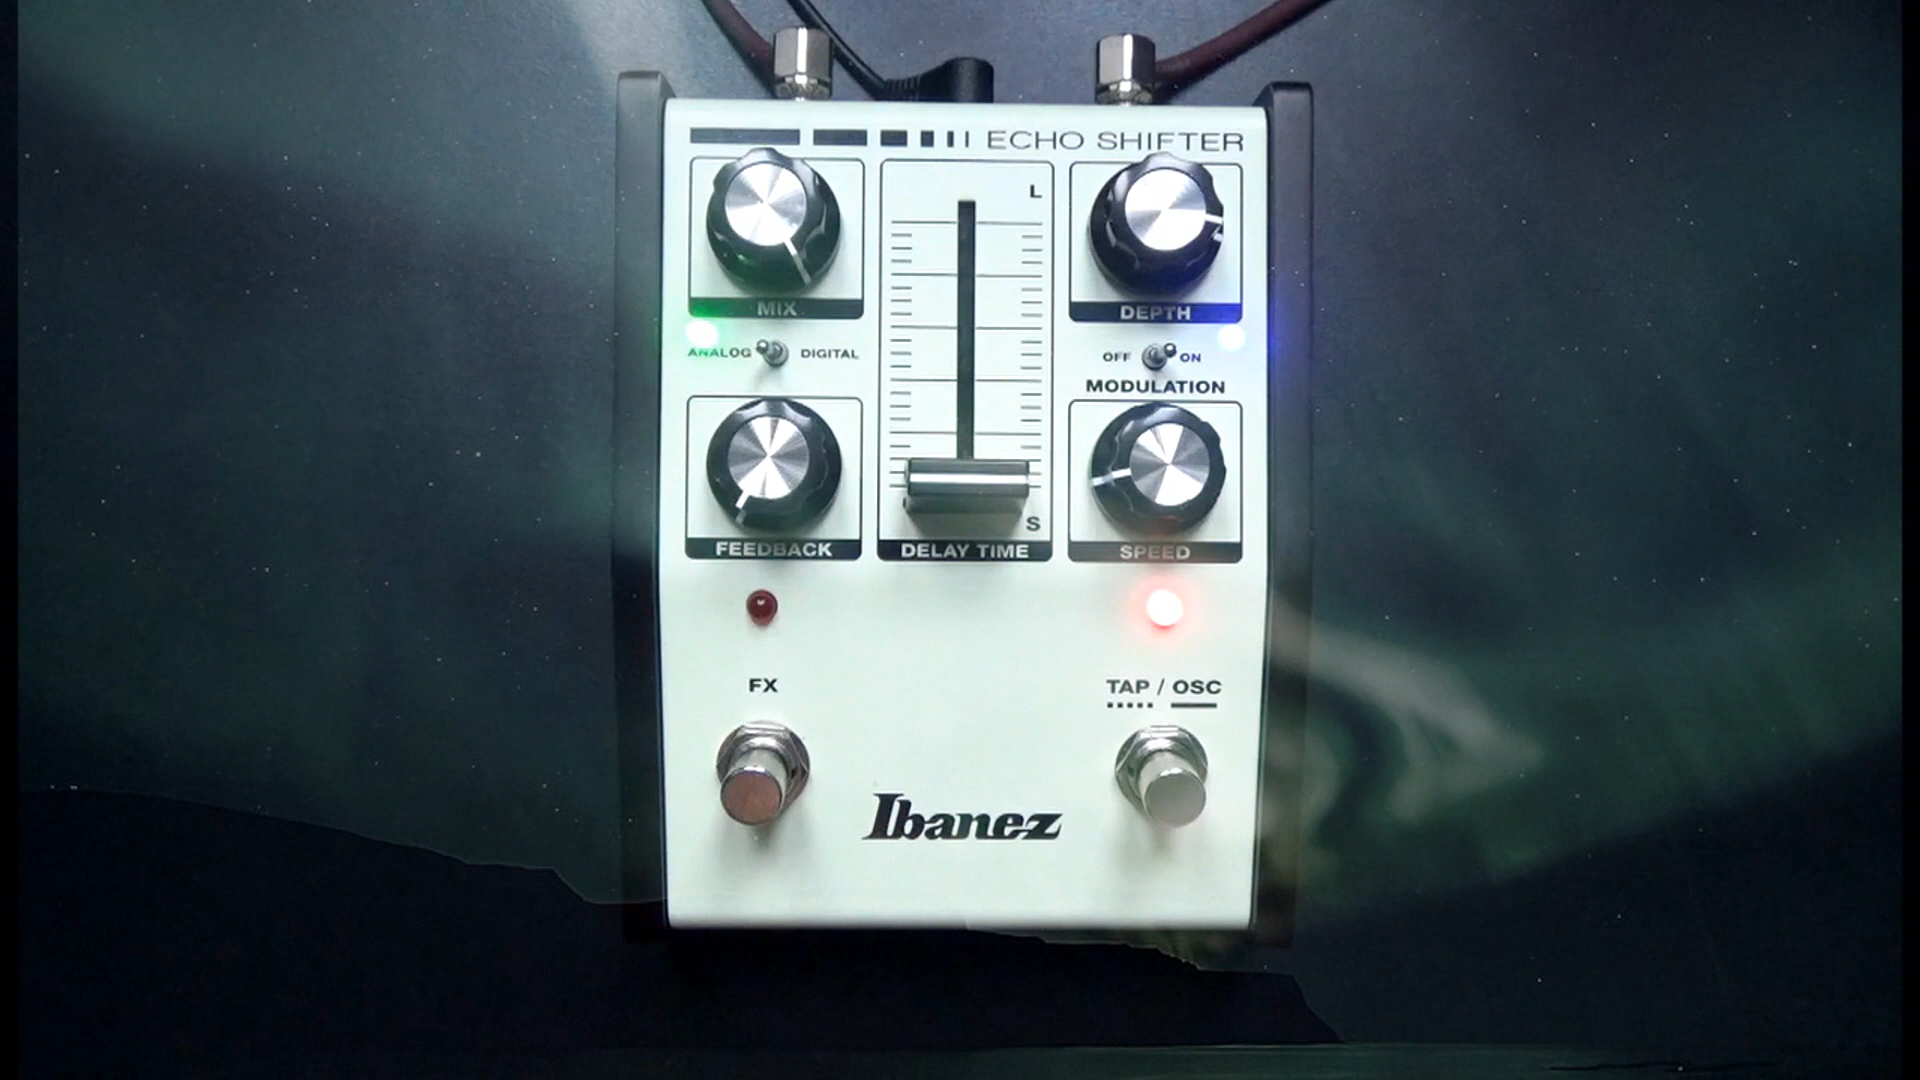 ECHO SHIFTER
L
MIX
DEPTH
ANALOG DIGITAL
OFF ON
MODULATION
S
FEEDBACK
DELAY TIME
SPEED
FX
TAP / OSC
Ibanez